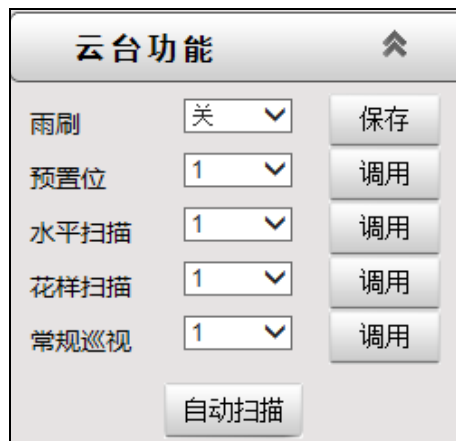 云台功能
雨刷 关 保存
预置位 1 调用
水平扫描 1 调用
花样扫描 1 调用
常规巡视 1 调用
自动扫描